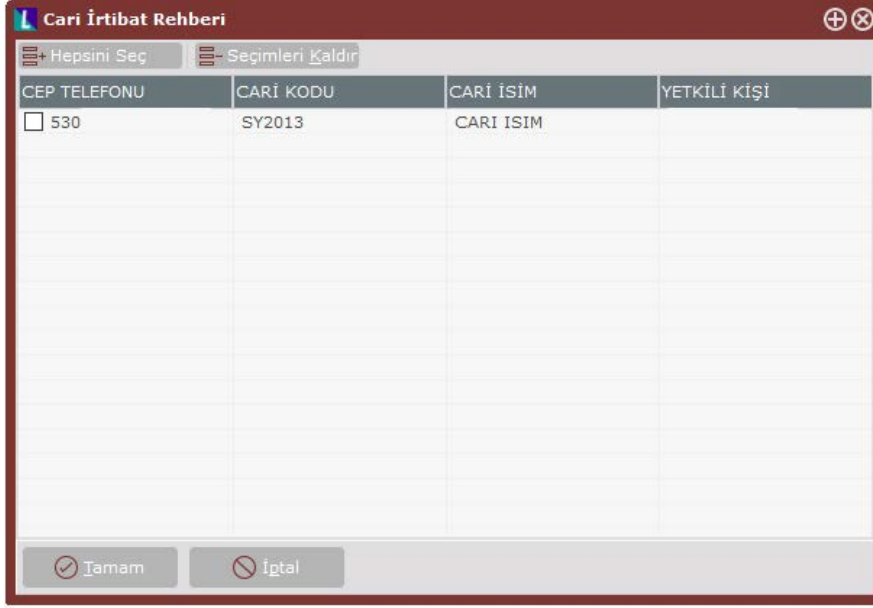 Cari İrtibat Rehberi
Hepsini Seç Seçimleri Kaldır
CEP TELEFONU CARİ KODU CARİ İSİM YETKİLİ KİŞİ
530 SY2013 CARI ISIM
Tamam İptal